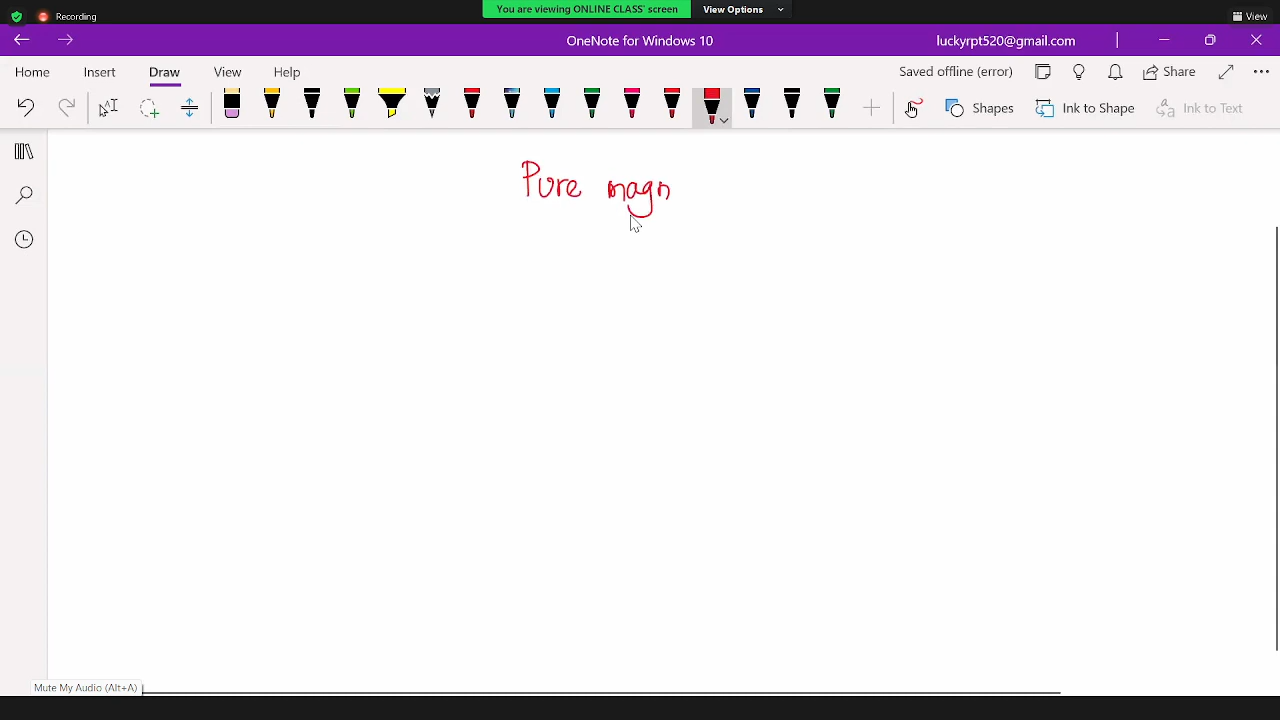 Recording
You are viewing ONLINE CLASS' screen
View Options
View
OneNote for Windows 10
luckyrpt520@gmail.com
Home
Insert
Draw
View
Help
Saved offline (error)
Share
Shapes
Ink to Shape
Ink to Text
Pure magn
Mute My Audio (Alt+A)